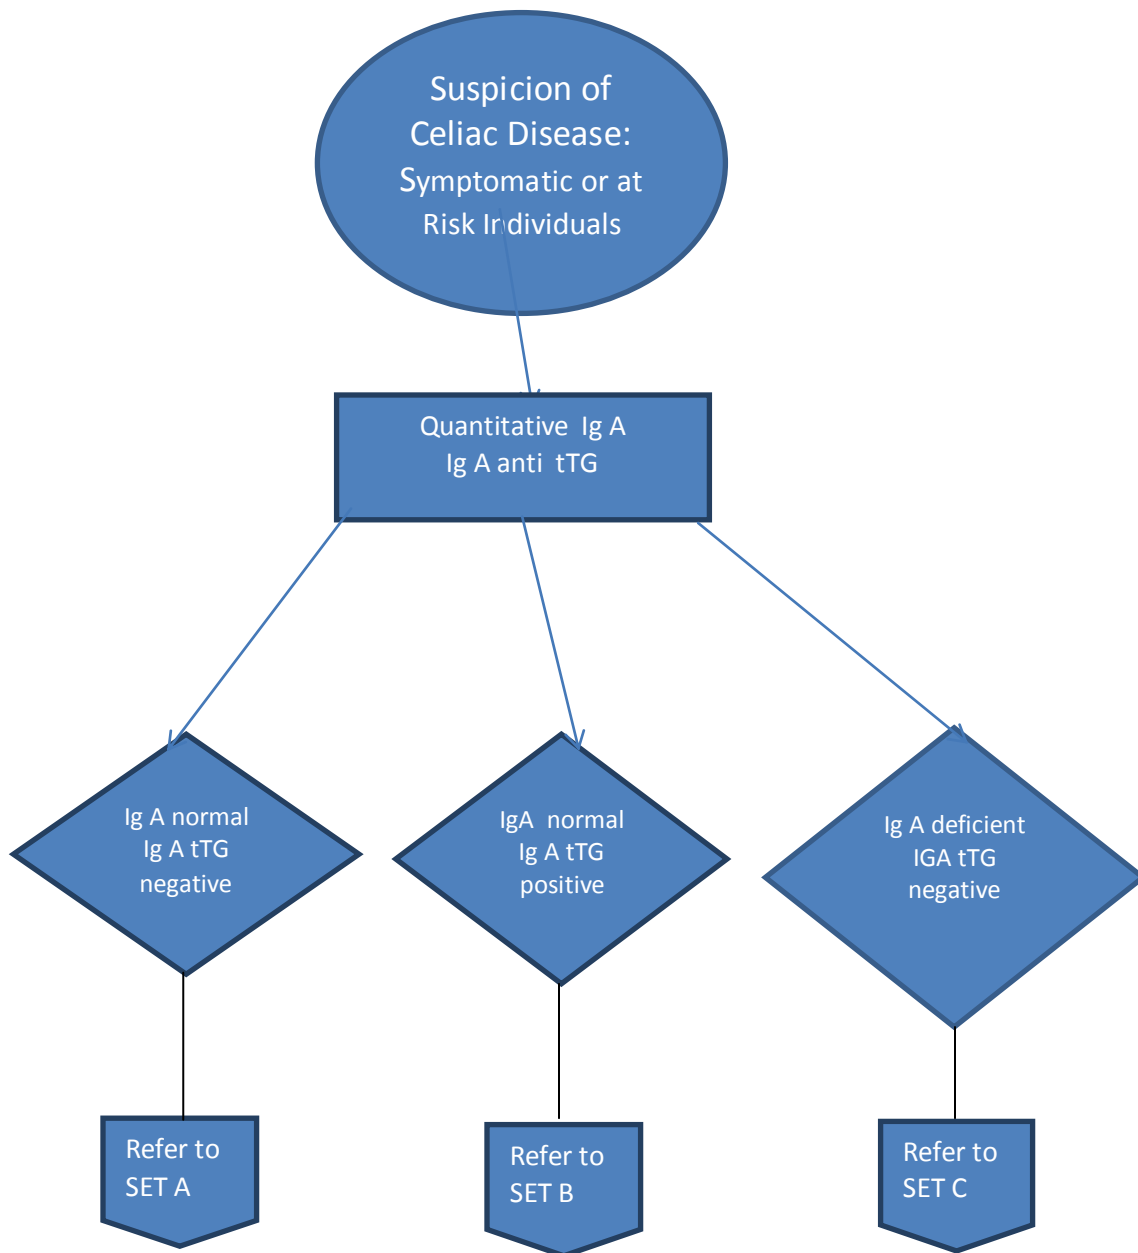 Suspicion of
Celiac Disease:
Symptomatic or at
Risk Individuals
Quantitative Ig A
Ig A anti tTG
Ig A normal
Ig A tTG
negative
IgA normal
Ig A tTG
positive
Ig A deficient
IGA tTG
negative
Refer to
SET A
Refer to
SET B
Refer to
SET C